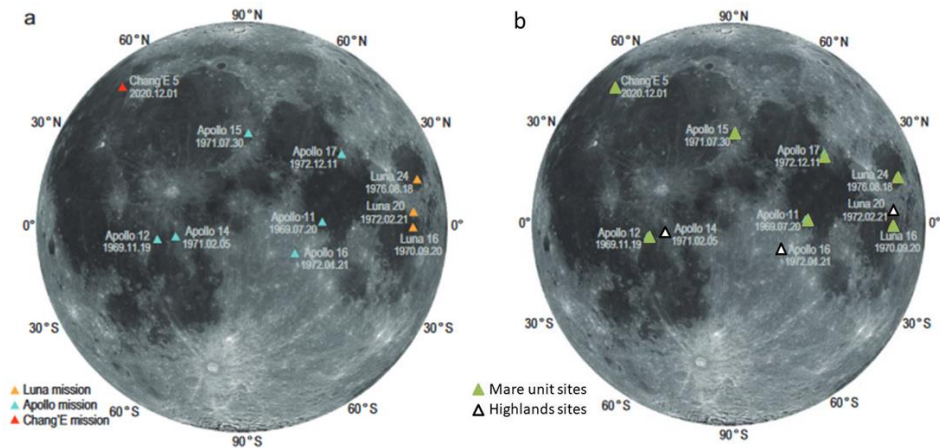 a
90°N
60°N
60°N
Chang'E 5
2020.12.01
30°N
30°N
Apollo 15
1971.07.30
Apollo 17
1972.12.11
Luna 24
1976.08.18
Luna 20
1972.02.21
0°
0°
Apollo 11
1969.07.20
Apollo 12
1969.11.19
Apollo 14
1971.02.05
Luna 16
1970.09.20
Apollo 16
1972.04.21
30°S
30°S
Luna mission
Apollo mission
Chang'E mission
60°S
60°S
90°S
b
90°N
60°N
60°N
Chang'E 5
2020.12.01
30°N
30°N
Apollo 15
1971.07.30
Apollo 17
1972.12.11
Luna 24
1976.08.18
Luna 20
1972.02.21
0°
0°
Apollo-11
1969.07.20
Apollo 12
1969.11.19
Apollo 14
1971.02.05
Luna 16
1970.09.20
Apollo 16
1972.04.21
30°S
30°S
Mare unit sites
Highlands sites
60°S
60°S
90°S